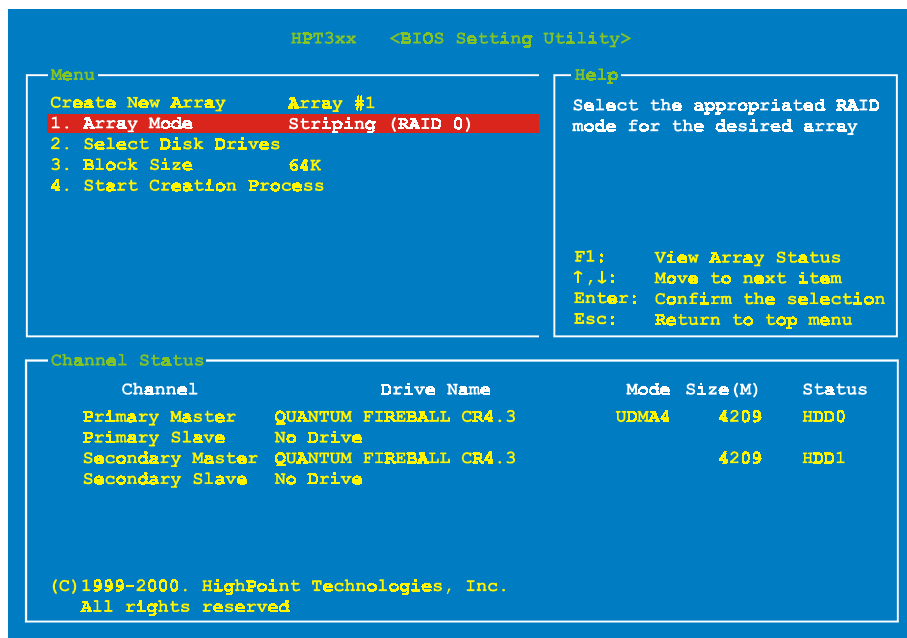 HPT3xx <BIOS Setting Utility>
Menu
Create New Array Array #1
1. Array Mode Striping (RAID 0)
2. Select Disk Drives
3. Block Size 64K
4. Start Creation Process
Help
Select the appropriated RAID
mode for the desired array
F1: View Array Status
↑,↓: Move to next item
Enter: Confirm the selection
Esc: Return to top menu
Channel Status
Channel Drive Name Mode Size(M) Status
Primary Master QUANTUM FIREBALL CR4.3 UDMA4 4209 HDD0
Primary Slave No Drive
Secondary Master QUANTUM FIREBALL CR4.3 4209 HDD1
Secondary Slave No Drive
(C)1999-2000. HighPoint Technologies, Inc.
All rights reserved